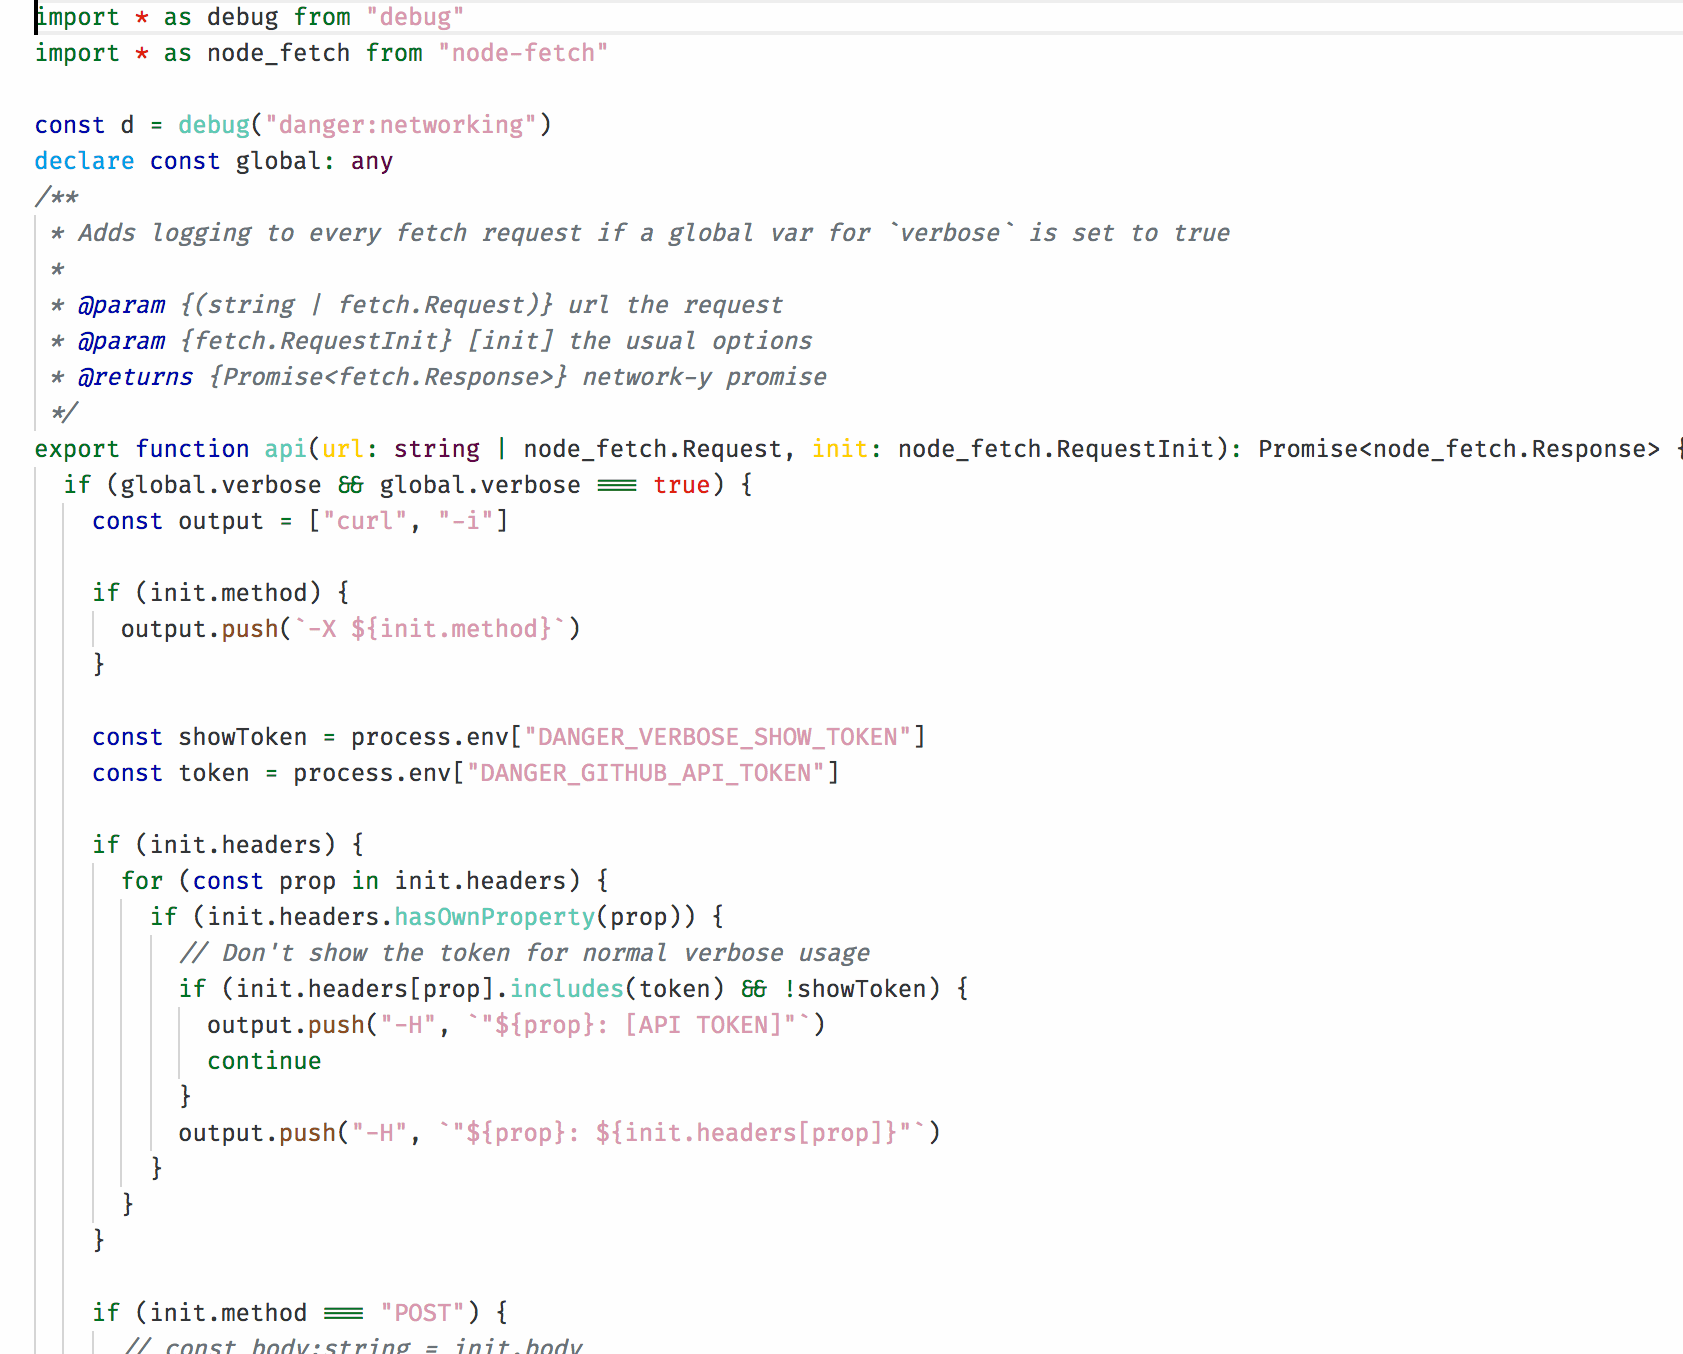 import * as debug from "debug"
import * as node_fetch from "node-fetch"
const d = debug("danger:networking")
declare const global: any
/**
* Adds logging to every fetch request if a global var for `verbose` is set to true
*
* @param {(string | fetch.Request)} url the request
* @param {fetch.RequestInit} [init] the usual options
* @returns {Promise<fetch.Response>} network-y promise
*/
export function api(url: string | node_fetch.Request, init: node_fetch.RequestInit): Promise<node_fetch.Response> {
if (global.verbose && global.verbose === true) {
const output = ["curl", "-i"]
if (init.method) {
output.push(`-X ${init.method}`)
}
const showToken = process.env["DANGER_VERBOSE_SHOW_TOKEN"]
const token = process.env["DANGER_GITHUB_API_TOKEN"]
if (init.headers) {
for (const prop in init.headers) {
if (init.headers.hasOwnProperty(prop)) {
// Don't show the token for normal verbose usage
if (init.headers[prop].includes(token) && !showToken) {
output.push("-H", `"${prop}: [API TOKEN]"`)
continue
}
output.push("-H", `"${prop}: ${init.headers[prop]}"`)
}
}
}
if (init.method === "POST") {
// const body:string = init.body